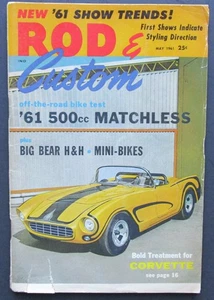 NEW '61 SHOW TRENDS!
First Shows Indicate
Styling Direction
ROD &
Custom
MAY 1961 25¢
off-the-road bike test
'61 500cc MATCHLESS
plus
BIG BEAR H&H • MINI-BIKES
Bold Treatment for
CORVETTE
see page 16